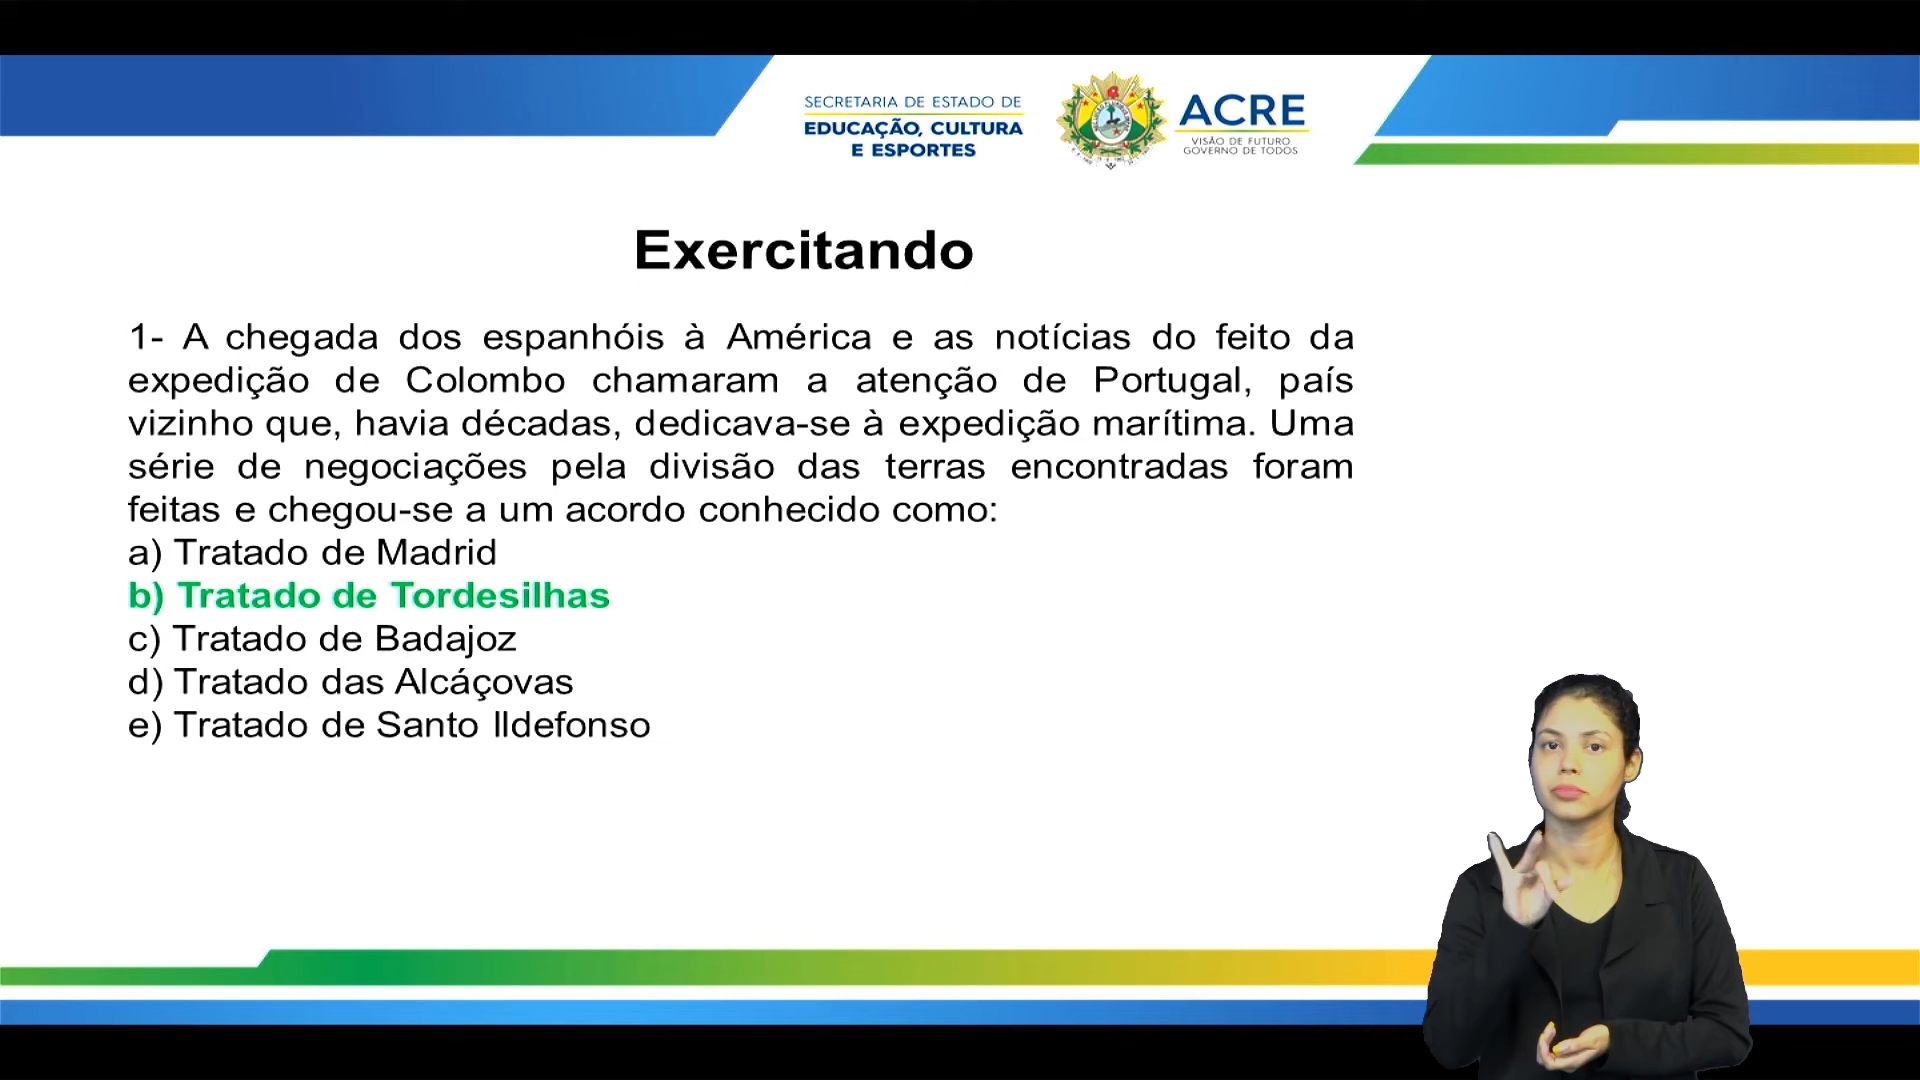 SECRETARIA DE ESTADO DE
EDUCAÇÃO, CULTURA
E ESPORTES
ACRE
VISÃO DE FUTURO
GOVERNO DE TODOS
Exercitando
1- A chegada dos espanhóis à América e as notícias do feito da
expedição de Colombo chamaram a atenção de Portugal, país
vizinho que, havia décadas, dedicava-se à expedição marítima. Uma
série de negociações pela divisão das terras encontradas foram
feitas e chegou-se a um acordo conhecido como:
a) Tratado de Madrid
b) Tratado de Tordesilhas
c) Tratado de Badajoz
d) Tratado das Alcáçovas
e) Tratado de Santo Ildefonso